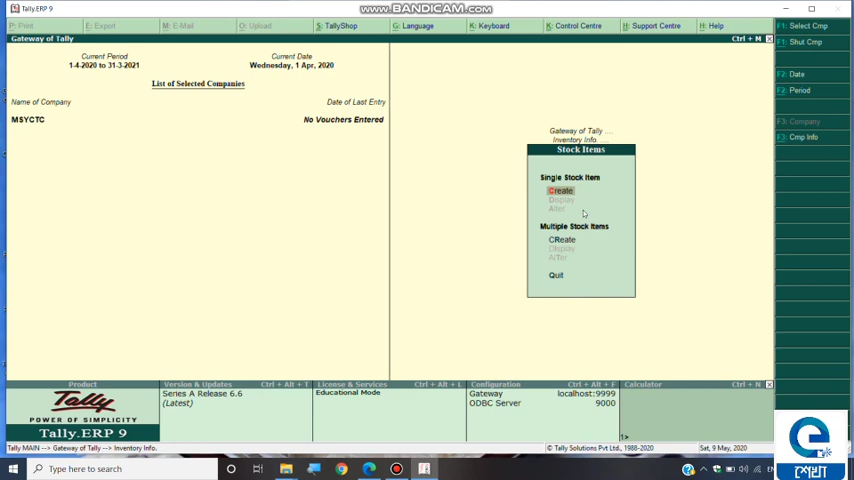 www.BANDICAM.com
Tally.ERP 9
P: Print
E: Export
M: E-Mail
O: Upload
S: TallyShop
G: Language
K: Keyboard
K: Control Centre
H: Support Centre
H: Help
F1: Select Cmp
F1: Shut Cmp
F2: Date
F2: Period
F3: Company
F3: Cmp Info
Gateway of Tally
Ctrl + M
Current Period
1-4-2020 to 31-3-2021
Current Date
Wednesday, 1 Apr, 2020
List of Selected Companies
Name of Company
Date of Last Entry
MSYCTC
No Vouchers Entered
Gateway of Tally ....
Inventory Info. ....
Stock Items
Single Stock Item
Create
Display
Alter
Multiple Stock Items
CReate
DIsplay
AlTer
Quit
Product
Tally
POWER OF SIMPLICITY
Tally.ERP 9
Version & Updates
Ctrl + Alt + T
Series A Release 6.6
(Latest)
License & Services
Ctrl + Alt + L
Educational Mode
Configuration
Ctrl + Alt + F
Gateway
localhost:9999
ODBC Server
9000
Calculator
Ctrl + N
1>
Tally MAIN --> Gateway of Tally --> Inventory Info.
© Tally Solutions Pvt Ltd., 1988-2020
Sat, 9 May, 2020
Type here to search
e
শেখা